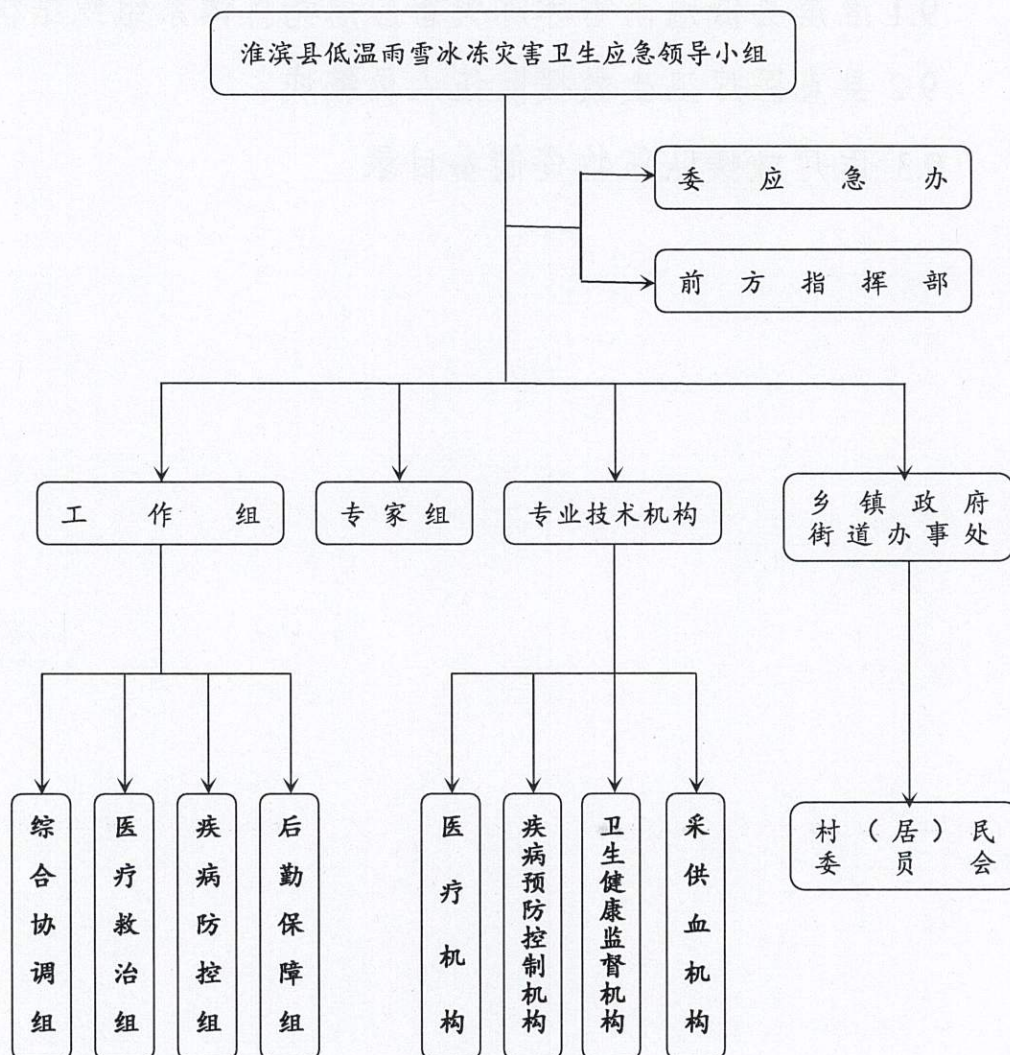 淮滨县低温雨雪冰冻灾害卫生应急领导小组
委应急办
前方指挥部
工作组
专家组
专业技术机构
乡镇政府
街道办事处
综合协调组
医疗救治组
疾病防控组
后勤保障组
医疗机构
疾病预防控制机构
卫生健康监督机构
采供血机构
村（居）民
委员会